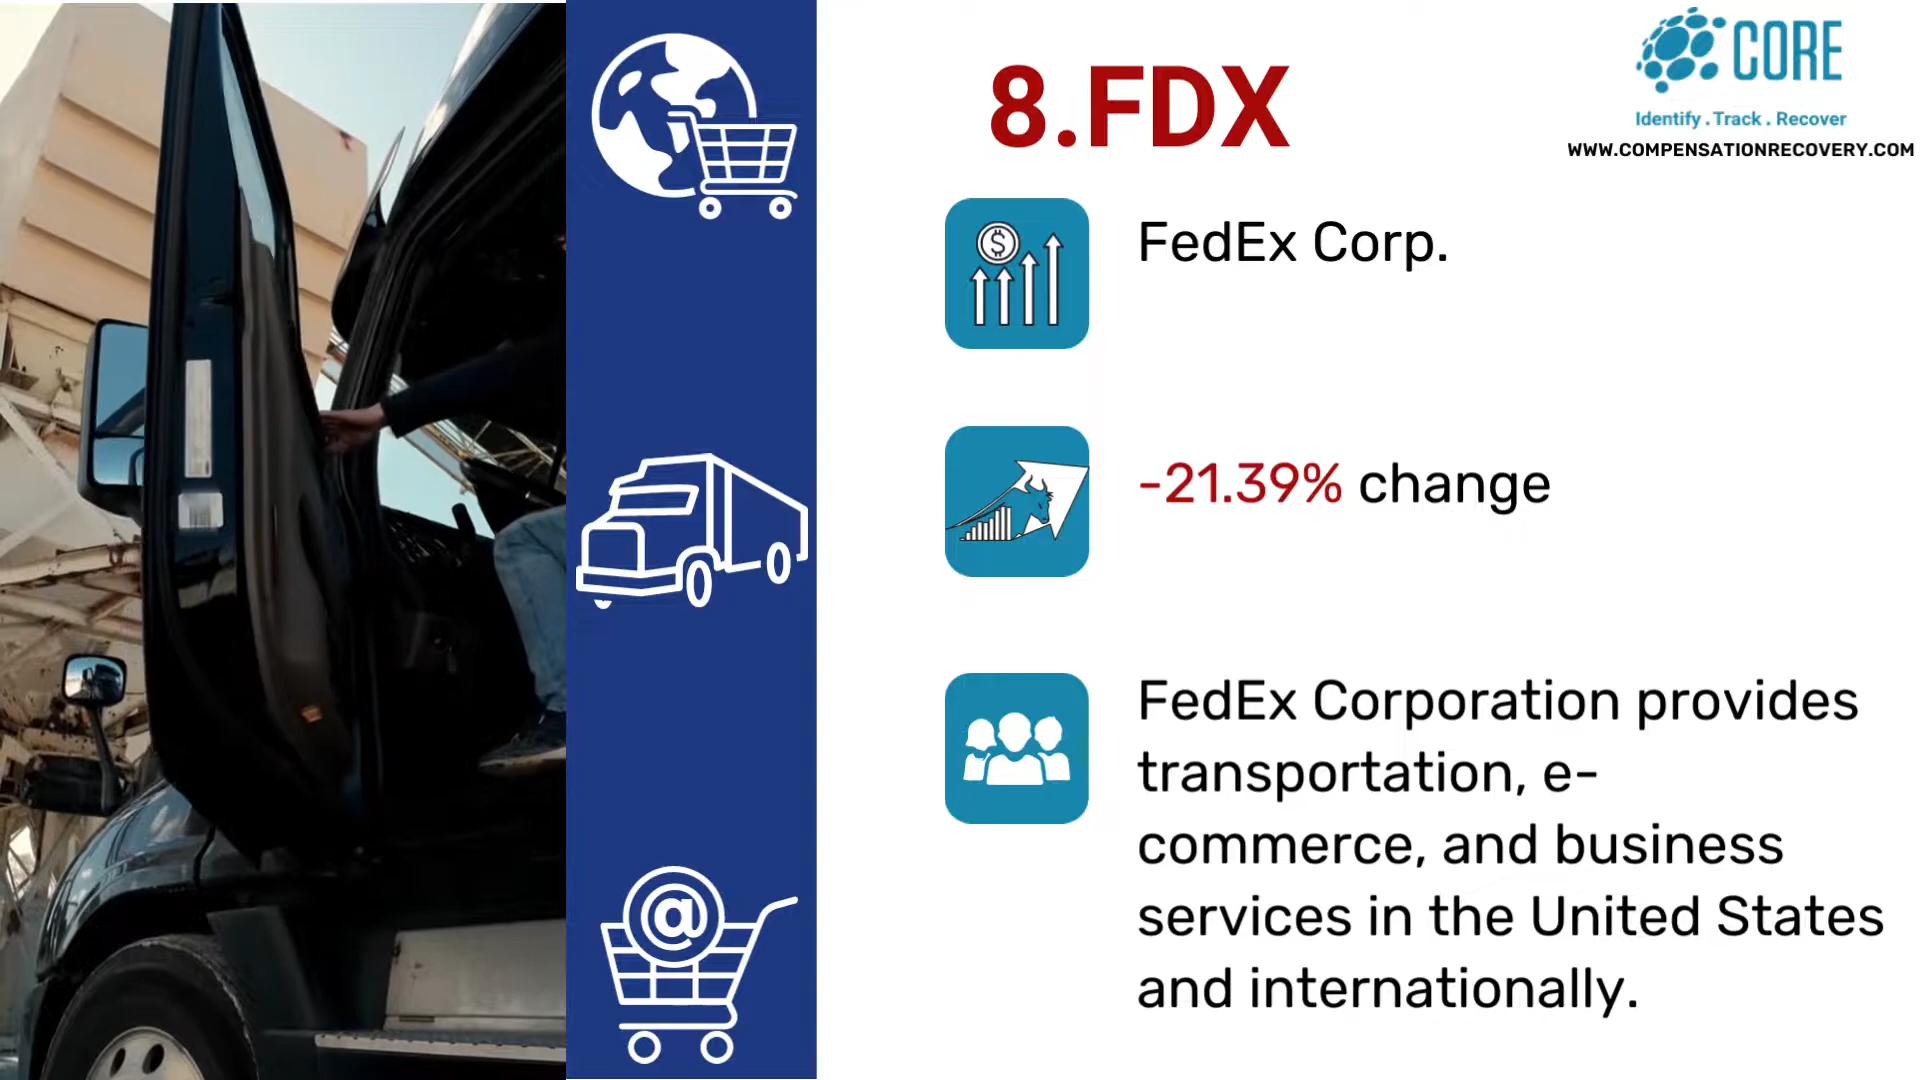 8.FDX
CORE
Identify . Track . Recover
WWW.COMPENSATIONRECOVERY.COM
FedEx Corp.
$
-21.39% change
FedEx Corporation provides
transportation, e-
commerce, and business
services in the United States
and internationally.
@